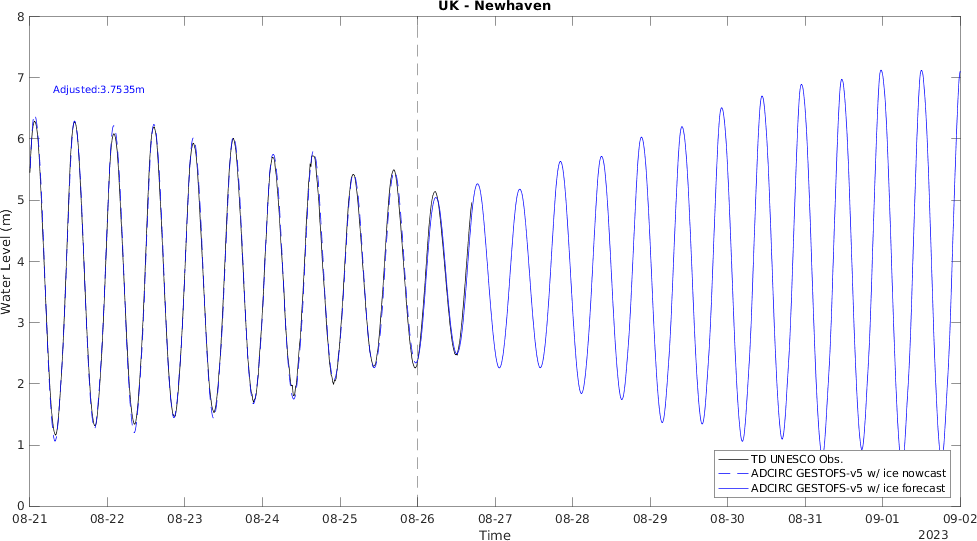 UK - Newhaven
8
7
6
5
4
3
2
1
0
Water Level (m)
Adjusted:3.7535m
TD UNESCO Obs.
ADCIRC GESTOFS-v5 w/ ice nowcast
ADCIRC GESTOFS-v5 w/ ice forecast
08-21 08-22 08-23 08-24 08-25 08-26 08-27 08-28 08-29 08-30 08-31 09-01 09-02
Time
2023